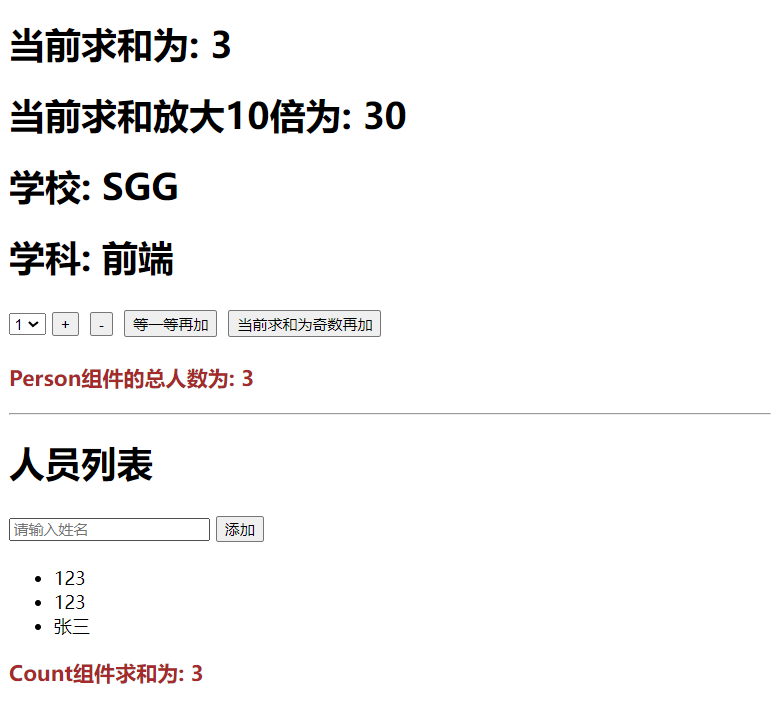 当前求和为: 3
当前求和放大10倍为: 30
学校: SGG
学科: 前端
1 + - 等一等再加 当前求和为奇数再加
Person组件的总人数为: 3
人员列表
请输入姓名 添加
123
123
张三
Count组件求和为: 3